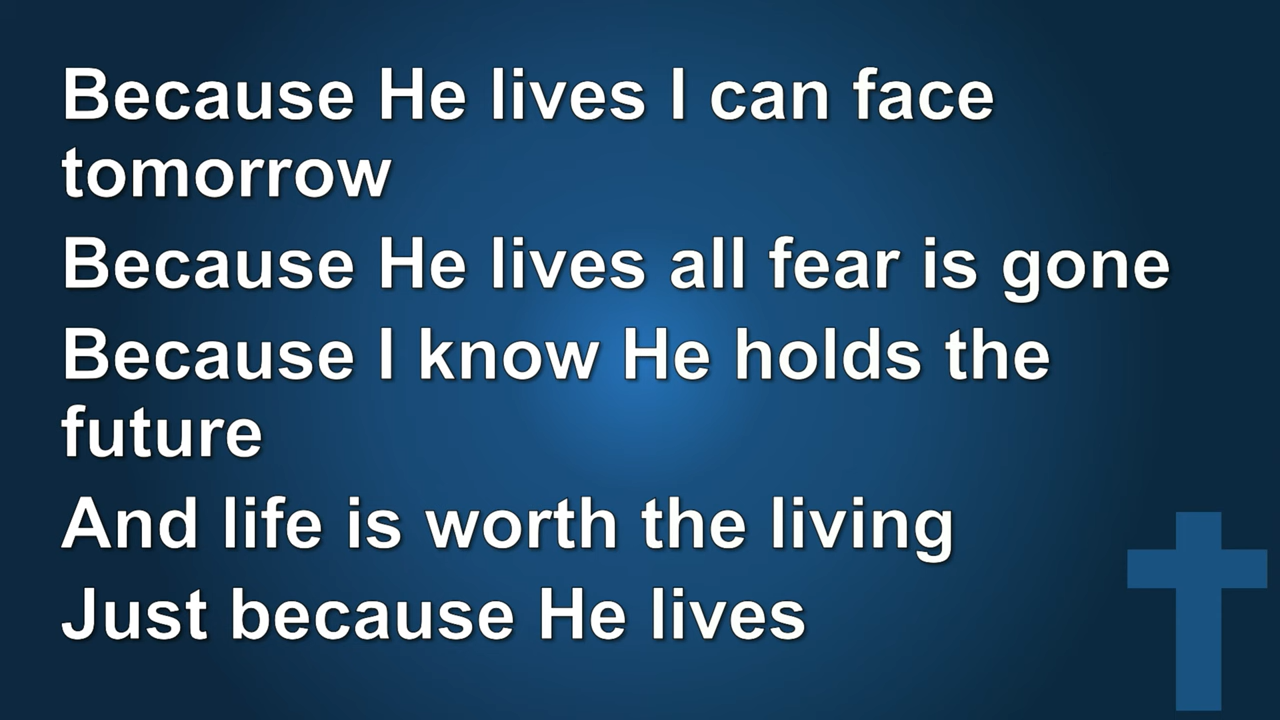 Because He lives I can face
tomorrow
Because He lives all fear is gone
Because I know He holds the
future
And life is worth the living
Just because He lives